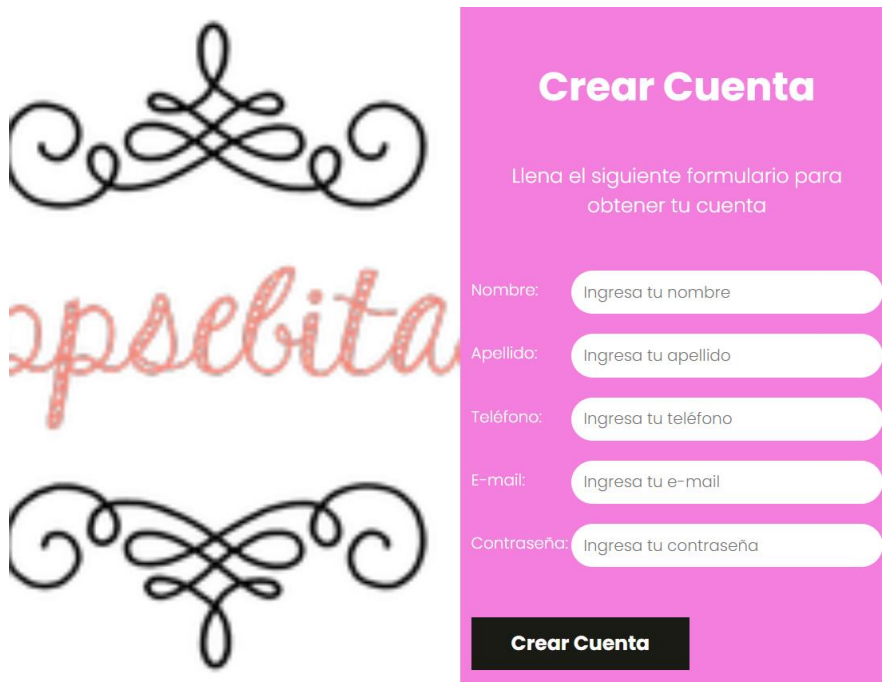 opsebita
Crear Cuenta
Llena el siguiente formulario para
obtener tu cuenta
Nombre: Ingresa tu nombre
Apellido: Ingresa tu apellido
Teléfono: Ingresa tu teléfono
E-mail: Ingresa tu e-mail
Contraseña: Ingresa tu contraseña
Crear Cuenta